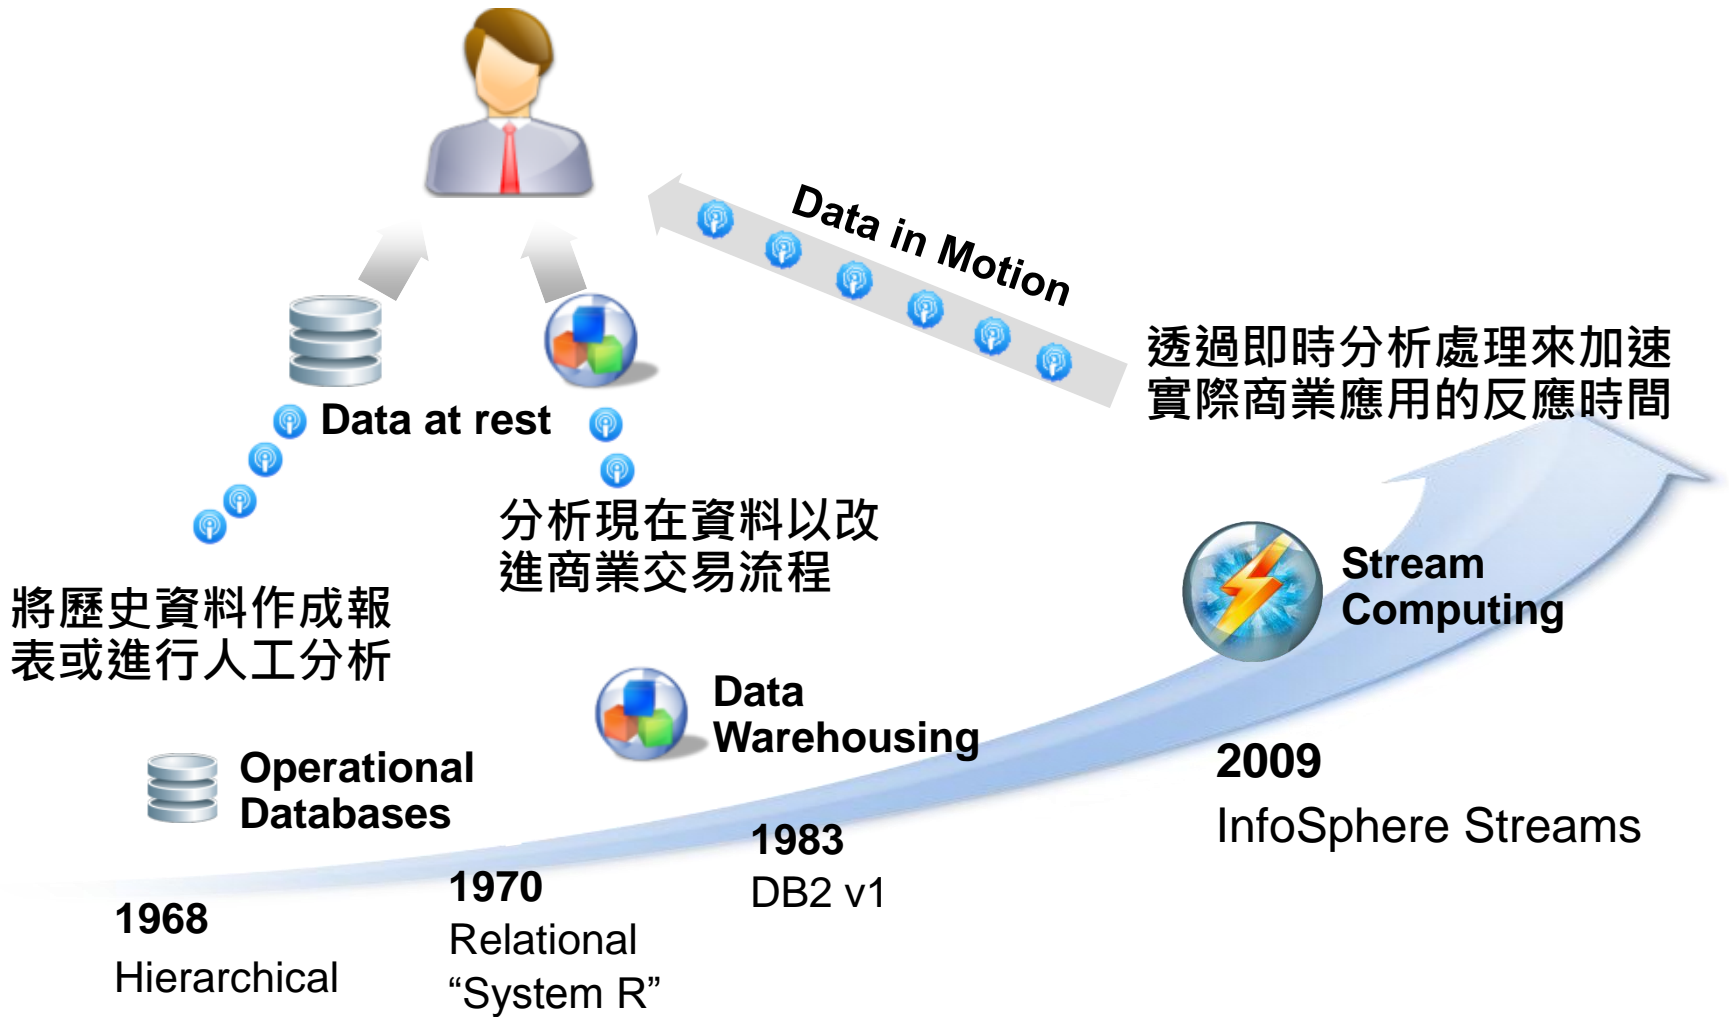 Data in Motion
透過即時分析處理來加速
實際商業應用的反應時間
Data at rest
分析現在資料以改
進商業交易流程
將歷史資料作成報
表或進行人工分析
Stream
Computing
Data
Warehousing
Operational
Databases
2009
InfoSphere Streams
1983
DB2 v1
1970
Relational
“System R”
1968
Hierarchical